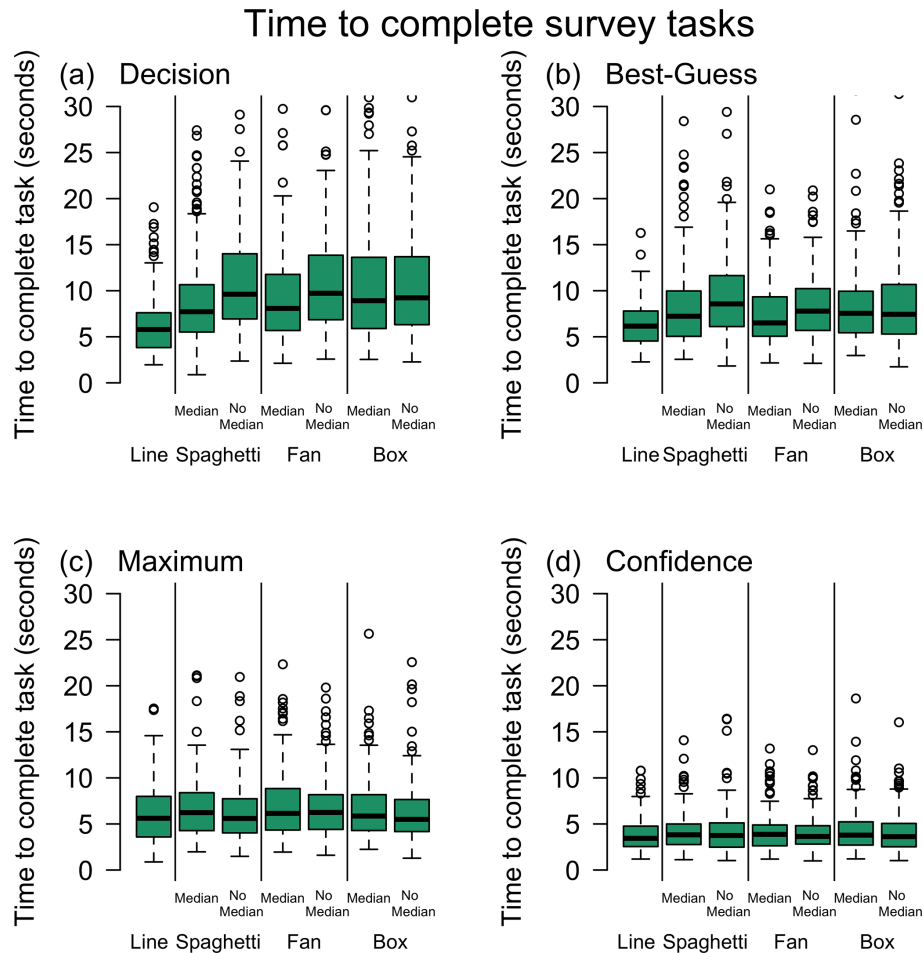 Time to complete survey tasks
(a) Decision
Time to complete task (seconds)
30
25
20
15
10
5
0
Median
No Median
Median
No Median
Median
No Median
Line Spaghetti Fan Box
(b) Best-Guess
Time to complete task (seconds)
30
25
20
15
10
5
0
Median
No Median
Median
No Median
Median
No Median
Line Spaghetti Fan Box
(c) Maximum
Time to complete task (seconds)
30
25
20
15
10
5
0
Median
No Median
Median
No Median
Median
No Median
Line Spaghetti Fan Box
(d) Confidence
Time to complete task (seconds)
30
25
20
15
10
5
0
Median
No Median
Median
No Median
Median
No Median
Line Spaghetti Fan Box